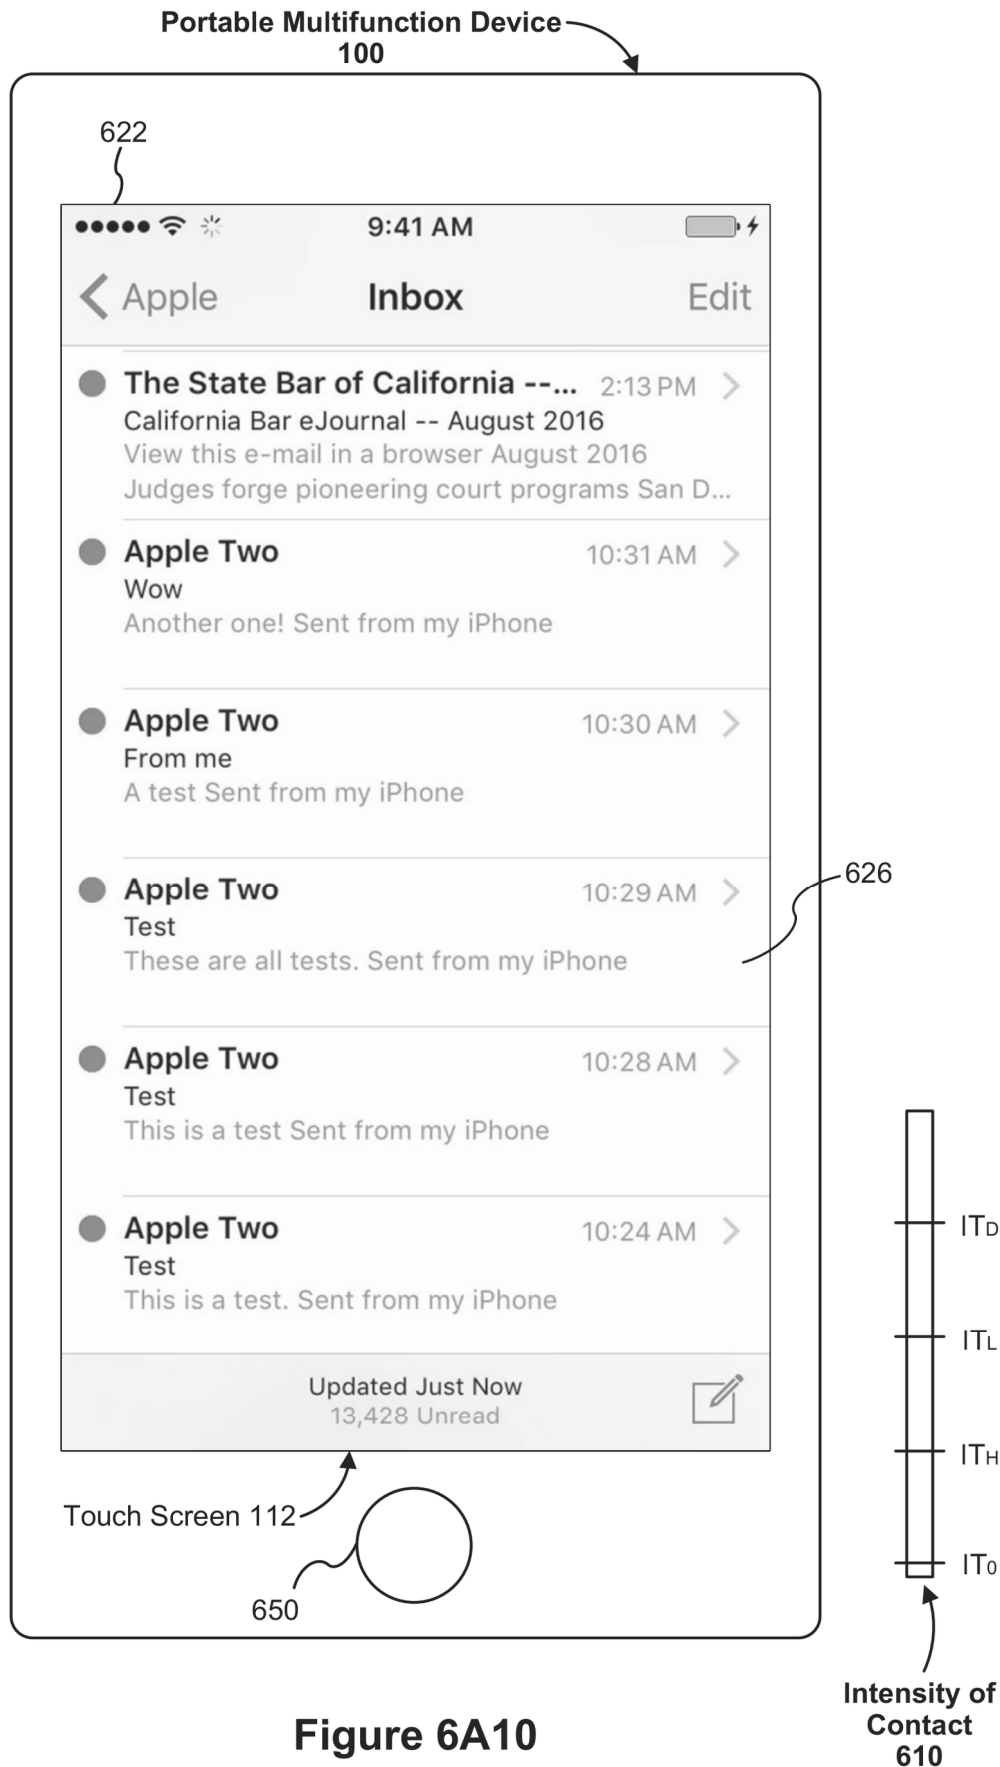 Portable Multifunction Device
100
622
9:41 AM
Apple
Inbox
Edit
The State Bar of California --...
2:13 PM
California Bar eJournal -- August 2016
View this e-mail in a browser August 2016
Judges forge pioneering court programs San D...
Apple Two
10:31 AM
Wow
Another one! Sent from my iPhone
Apple Two
10:30 AM
From me
A test Sent from my iPhone
Apple Two
10:29 AM
Test
These are all tests. Sent from my iPhone
626
Apple Two
10:28 AM
Test
This is a test Sent from my iPhone
Apple Two
10:24 AM
Test
This is a test. Sent from my iPhone
Updated Just Now
13,428 Unread
Touch Screen 112
650
ITD
ITL
ITH
IT0
Intensity of
Contact
610
Figure 6A10